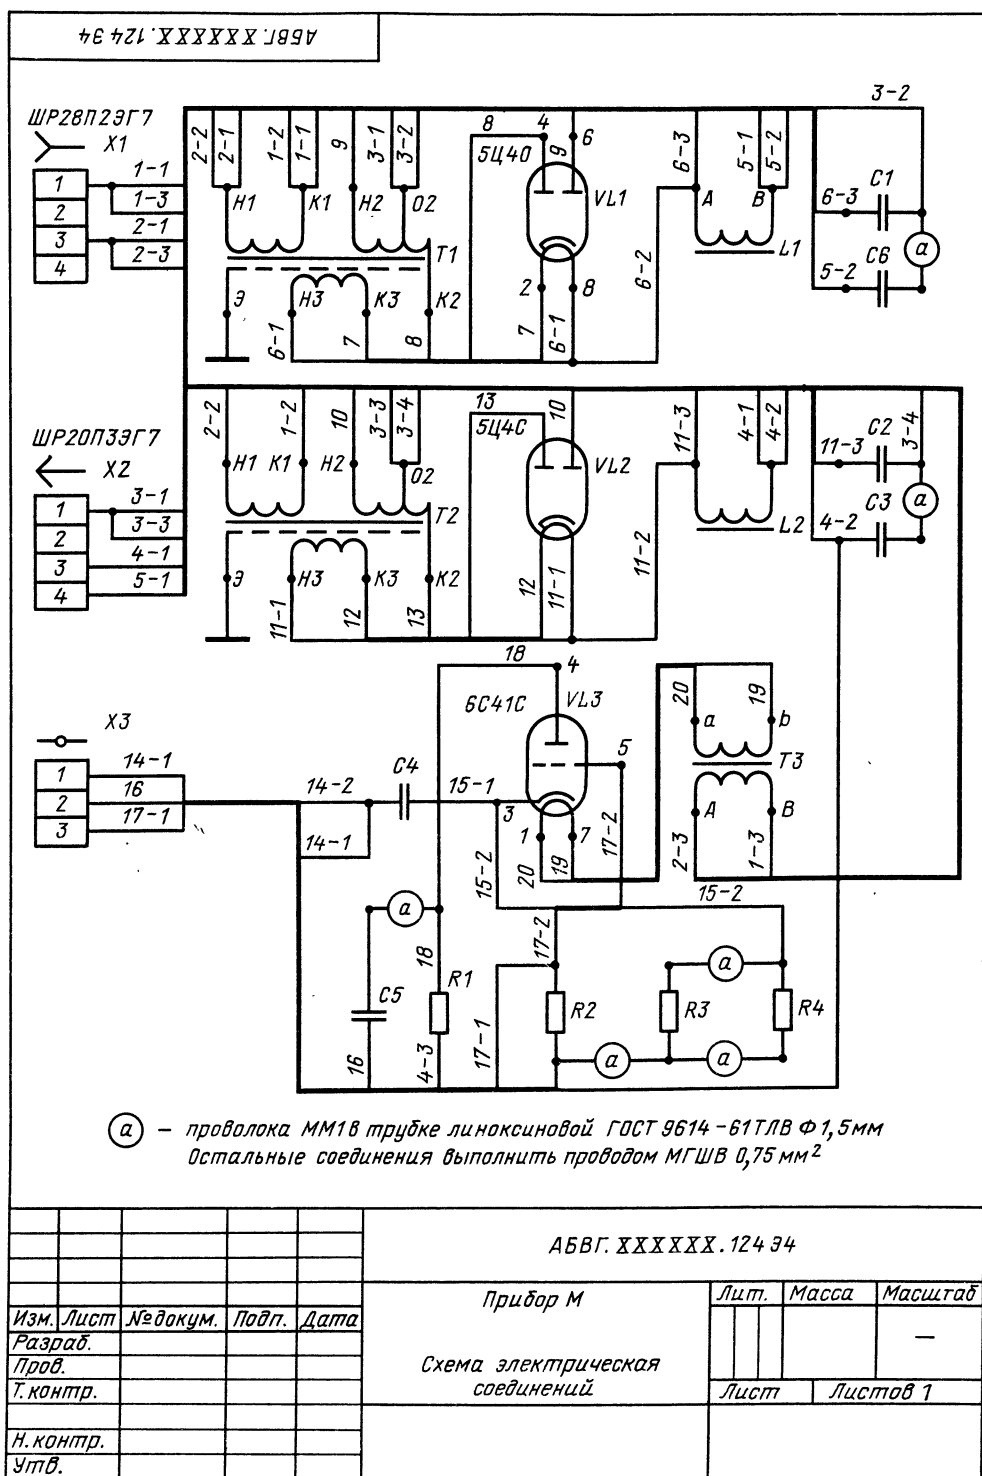 АБВГ.XXXXXX.124Э4
ШР28П2ЭГ7
X1
1
2
3
4
1-1
1-3
2-1
2-3
2-2
2-1
1-2
1-1
9
3-1
3-2
8
4
9
6
5Ц40
VL1
6-3
5-1
5-2
3-2
Н1
К1
Н2
О2
T1
Э
Н3
К3
К2
6-1
7
8
2
8
7
6-1
6-2
A
B
L1
6-3
C1
5-2
C6
а
ШР20П3ЭГ7
X2
1
2
3
4
3-1
3-3
4-1
5-1
2-2
1-2
10
3-3
3-4
13
5Ц4С
10
VL2
11-3
4-1
4-2
Н1
К1
Н2
О2
T2
Э
Н3
К3
К2
11-1
12
13
12
11-1
11-2
L2
11-3
C2
3-4
4-2
C3
а
X3
1
2
3
14-1
16
17-1
14-2
14-1
C4
15-1
18
4
6С41С
VL3
5
3
1
7
20
19
17-2
15-2
20
19
a
b
T3
A
B
2-3
1-3
15-2
а
18
R1
C5
16
4-3
17-2
17-1
R2
R3
R4
а
а
а
а – проволока ММ1 в трубке линоксиновой ГОСТ 9614-61ТЛВ Ф1,5мм
Остальные соединения выполнить проводом МГШВ 0,75 мм²
АБВГ.XXXXXX.124Э4
Прибор М
Схема электрическая
соединений
Лит. Масса Масштаб
—
Лист Листов 1
Изм. Лист №докум. Подп. Дата
Разраб.
Пров.
Т.контр.
Н.контр.
Утв.